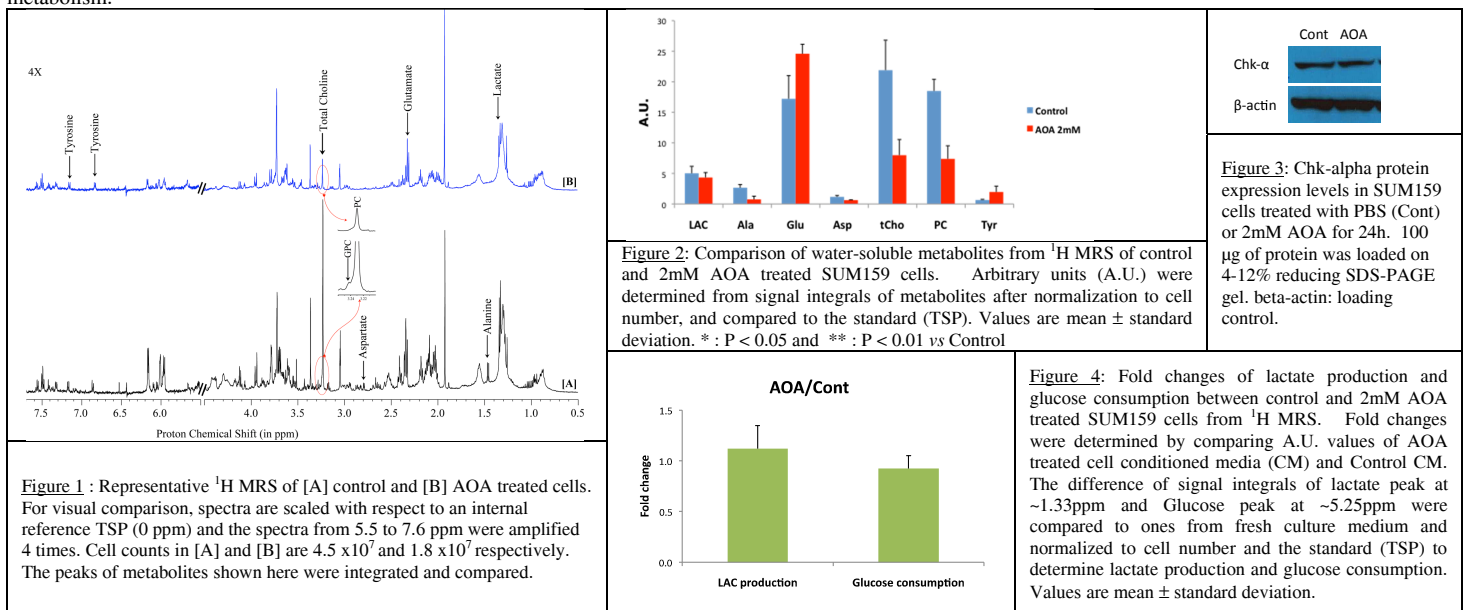 metabolism.
4X
Tyrosine
Tyrosine
Total Choline
Glutamate
Lactate
[B]
PC
GPC
3.24 3.22
Aspartate
Alanine
[A]
7.5 7.0 6.5 6.0 4.0 3.5 3.0 2.5 2.0 1.5 1.0 0.5
Proton Chemical Shift (in ppm)
Figure 1 : Representative ¹H MRS of [A] control and [B] AOA treated cells.
For visual comparison, spectra are scaled with respect to an internal
reference TSP (0 ppm) and the spectra from 5.5 to 7.6 ppm were amplified
4 times. Cell counts in [A] and [B] are 4.5 x10⁷ and 1.8 x10⁷ respectively.
The peaks of metabolites shown here were integrated and compared.
30
25
20
15
10
5
0
A.U.
LAC Ala Glu Asp tCho PC Tyr
Control
AOA 2mM
Figure 2: Comparison of water-soluble metabolites from ¹H MRS of control
and 2mM AOA treated SUM159 cells. Arbitrary units (A.U.) were
determined from signal integrals of metabolites after normalization to cell
number, and compared to the standard (TSP). Values are mean ± standard
deviation. * : P < 0.05 and ** : P < 0.01 vs Control
Cont AOA
Chk-α
β-actin
Figure 3: Chk-alpha protein
expression levels in SUM159
cells treated with PBS (Cont)
or 2mM AOA for 24h. 100
µg of protein was loaded on
4-12% reducing SDS-PAGE
gel. beta-actin: loading
control.
AOA/Cont
1.5
1.0
0.5
0.0
Fold change
LAC production Glucose consumption
Figure 4: Fold changes of lactate production and
glucose consumption between control and 2mM AOA
treated SUM159 cells from ¹H MRS. Fold changes
were determined by comparing A.U. values of AOA
treated cell conditioned media (CM) and Control CM.
The difference of signal integrals of lactate peak at
~1.33ppm and Glucose peak at ~5.25ppm were
compared to ones from fresh culture medium and
normalized to cell number and the standard (TSP) to
determine lactate production and glucose consumption.
Values are mean ± standard deviation.